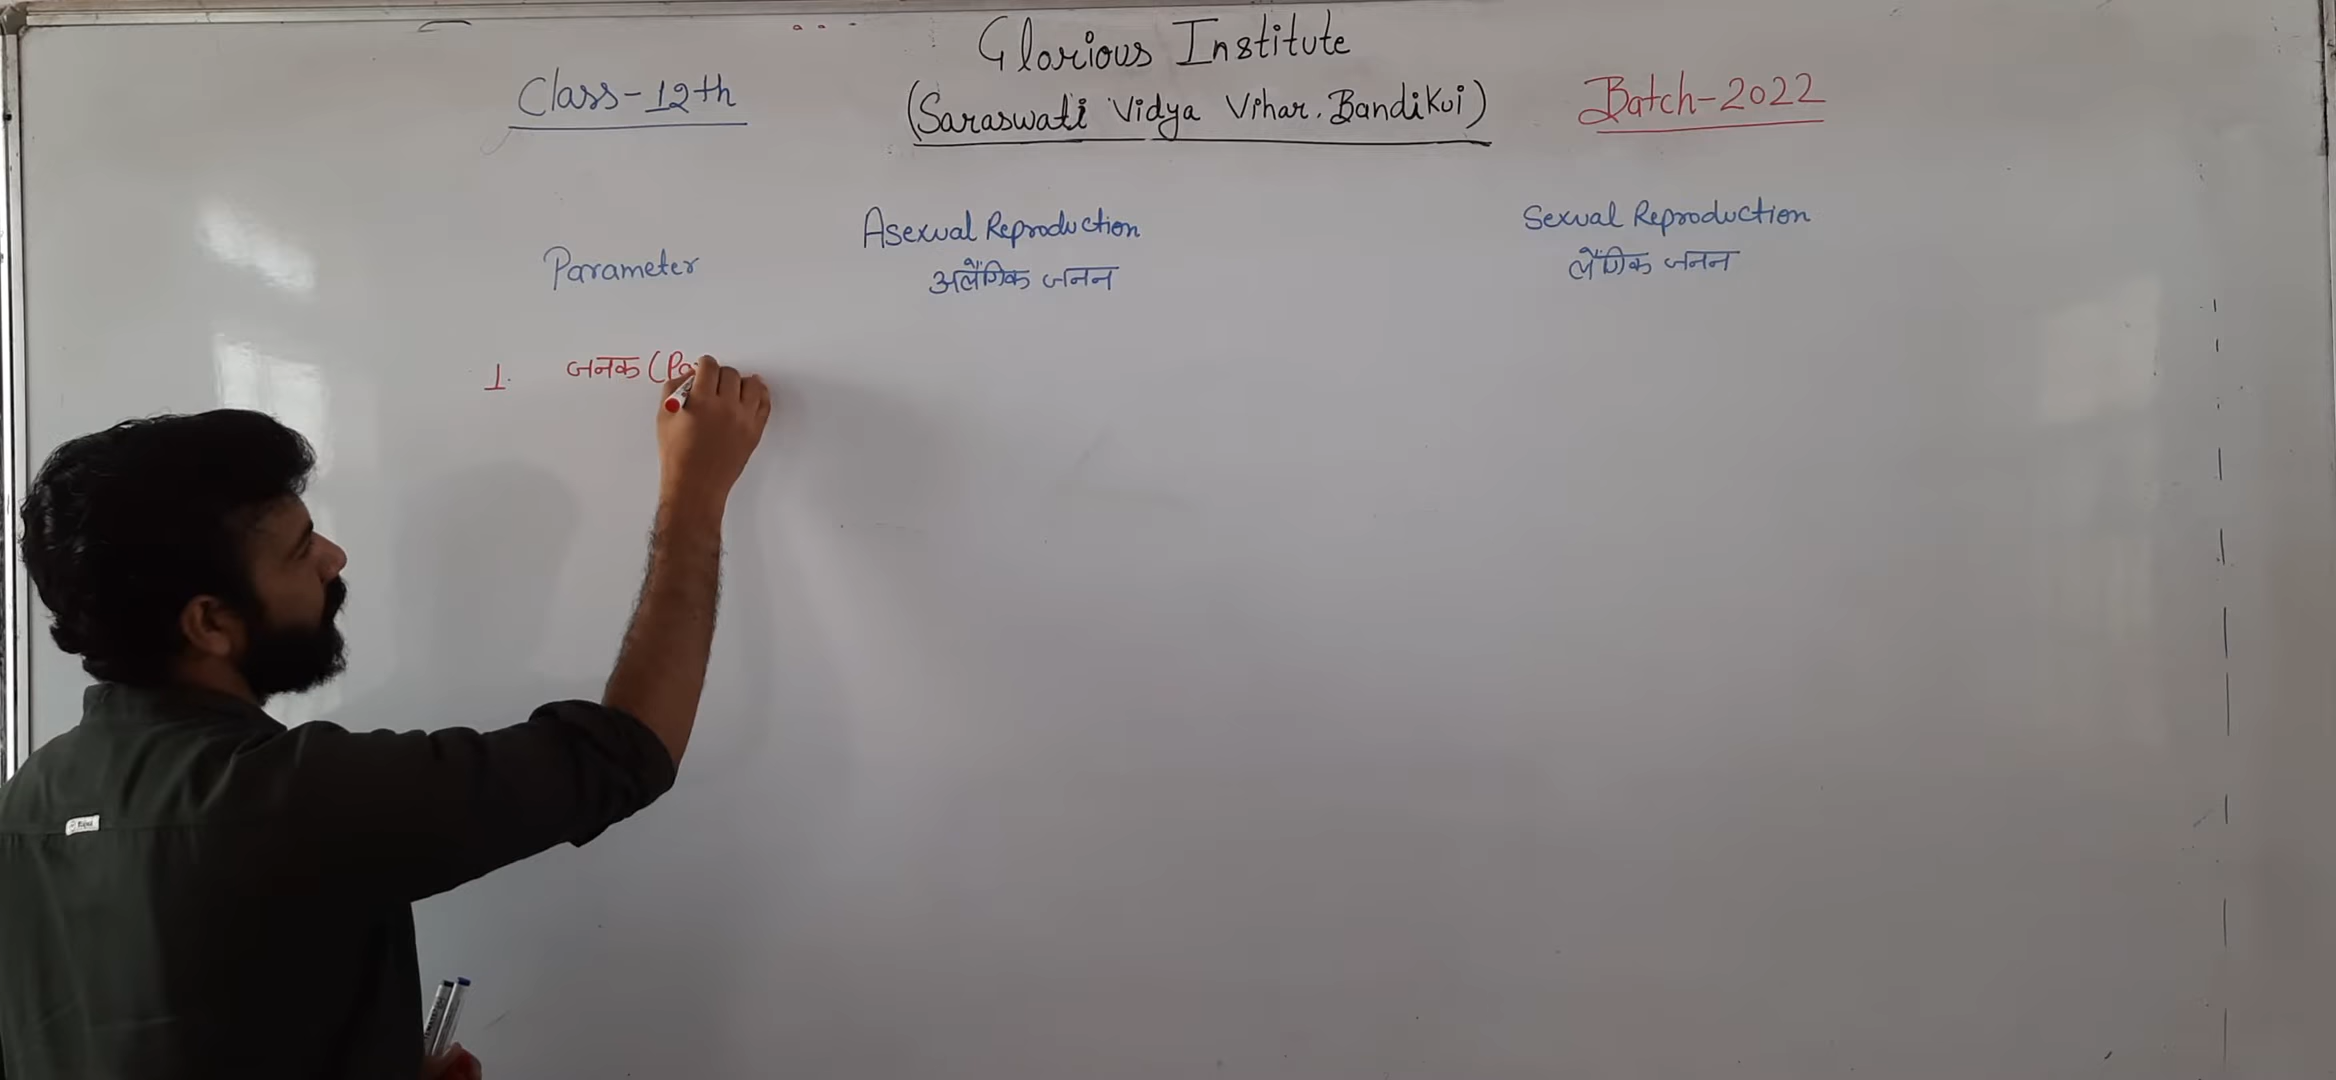 Glorious Institute
Class-12th
(Saraswati Vidya Vihar. Bandikui)
Batch-2022
Parameter
Asexual Reproduction
अलैंगिक जनन
Sexual Reproduction
लैंगिक जनन
1. जनक (Pa